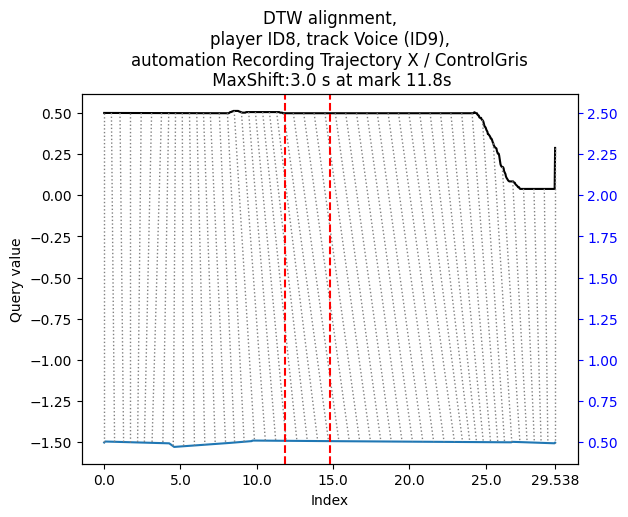 DTW alignment,
player ID8, track Voice (ID9),
automation Recording Trajectory X / ControlGris
MaxShift:3.0 s at mark 11.8s
0.50
0.25
0.00
−0.25
−0.50
−0.75
−1.00
−1.25
−1.50
Query value
2.50
2.25
2.00
1.75
1.50
1.25
1.00
0.75
0.50
0.0 5.0 10.0 15.0 20.0 25.0 29.538
Index